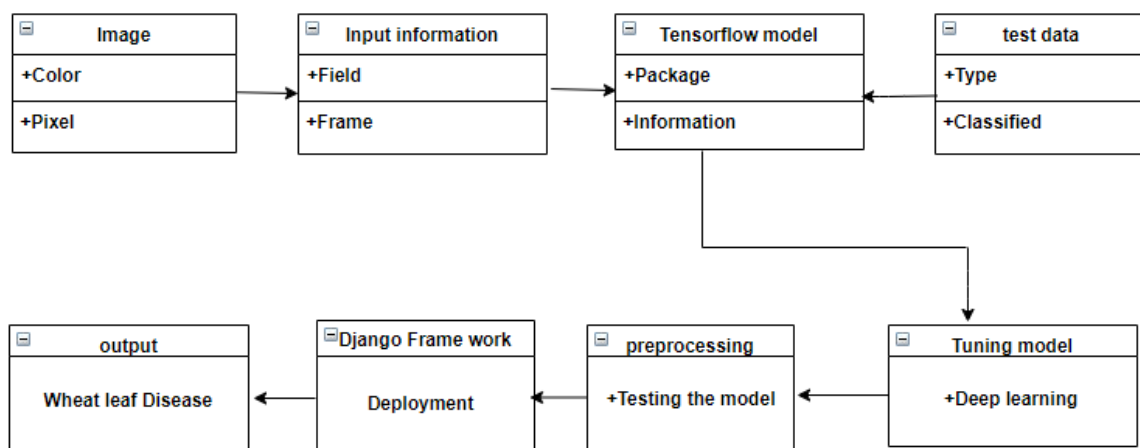 Image
+Color
+Pixel
Input information
+Field
+Frame
Tensorflow model
+Package
+Information
test data
+Type
+Classified
output
Wheat leaf Disease
Django Frame work
Deployment
preprocessing
+Testing the model
Tuning model
+Deep learning